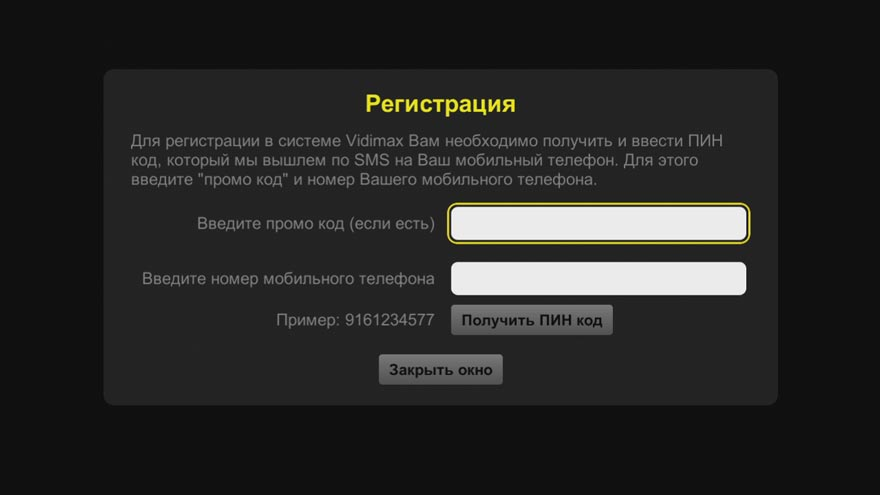 Регистрация
Для регистрации в системе Vidimax Вам необходимо получить и ввести ПИН
код, который мы вышлем по SMS на Ваш мобильный телефон. Для этого
введите "промо код" и номер Вашего мобильного телефона.
Введите промо код (если есть)
Введите номер мобильного телефона
Пример: 9161234577 Получить ПИН код
Закрыть окно